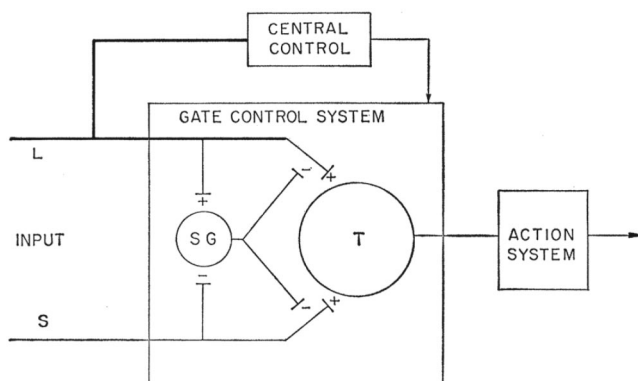 CENTRAL
CONTROL
GATE CONTROL SYSTEM
L
+
-
+
INPUT
SG
T
ACTION
SYSTEM
-
-
+
S